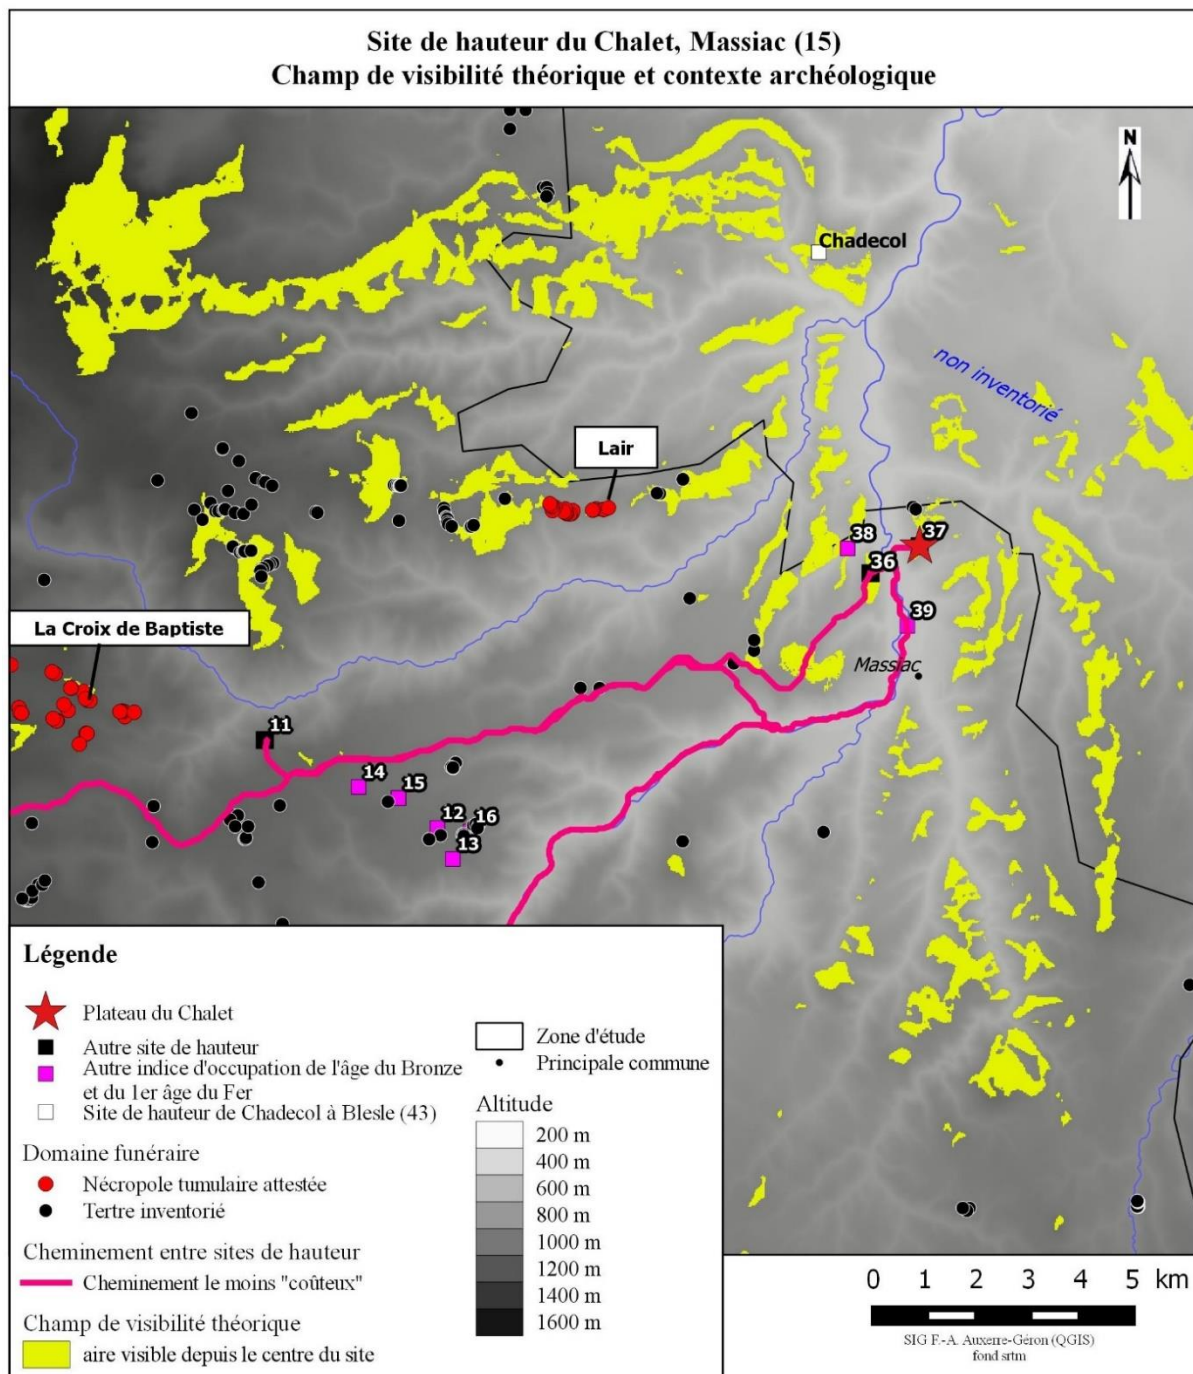 Site de hauteur du Chalet, Massiac (15)
Champ de visibilité théorique et contexte archéologique
N
Chadecol
non inventorié
Lair
38
37
36
39
La Croix de Baptiste
Massiac
11
14
15
12
16
13
Légende
Plateau du Chalet
Autre site de hauteur
Autre indice d'occupation de l'âge du Bronze
et du 1er âge du Fer
Site de hauteur de Chadecol à Blesle (43)
Domaine funéraire
Nécropole tumulaire attestée
Tertre inventorié
Cheminement entre sites de hauteur
Cheminement le moins "coûteux"
Champ de visibilité théorique
aire visible depuis le centre du site
Zone d'étude
Principale commune
Altitude
200 m
400 m
600 m
800 m
1000 m
1200 m
1400 m
1600 m
0 1 2 3 4 5 km
SIG F.-A. Auxerre-Géron (QGIS)
fond srtm